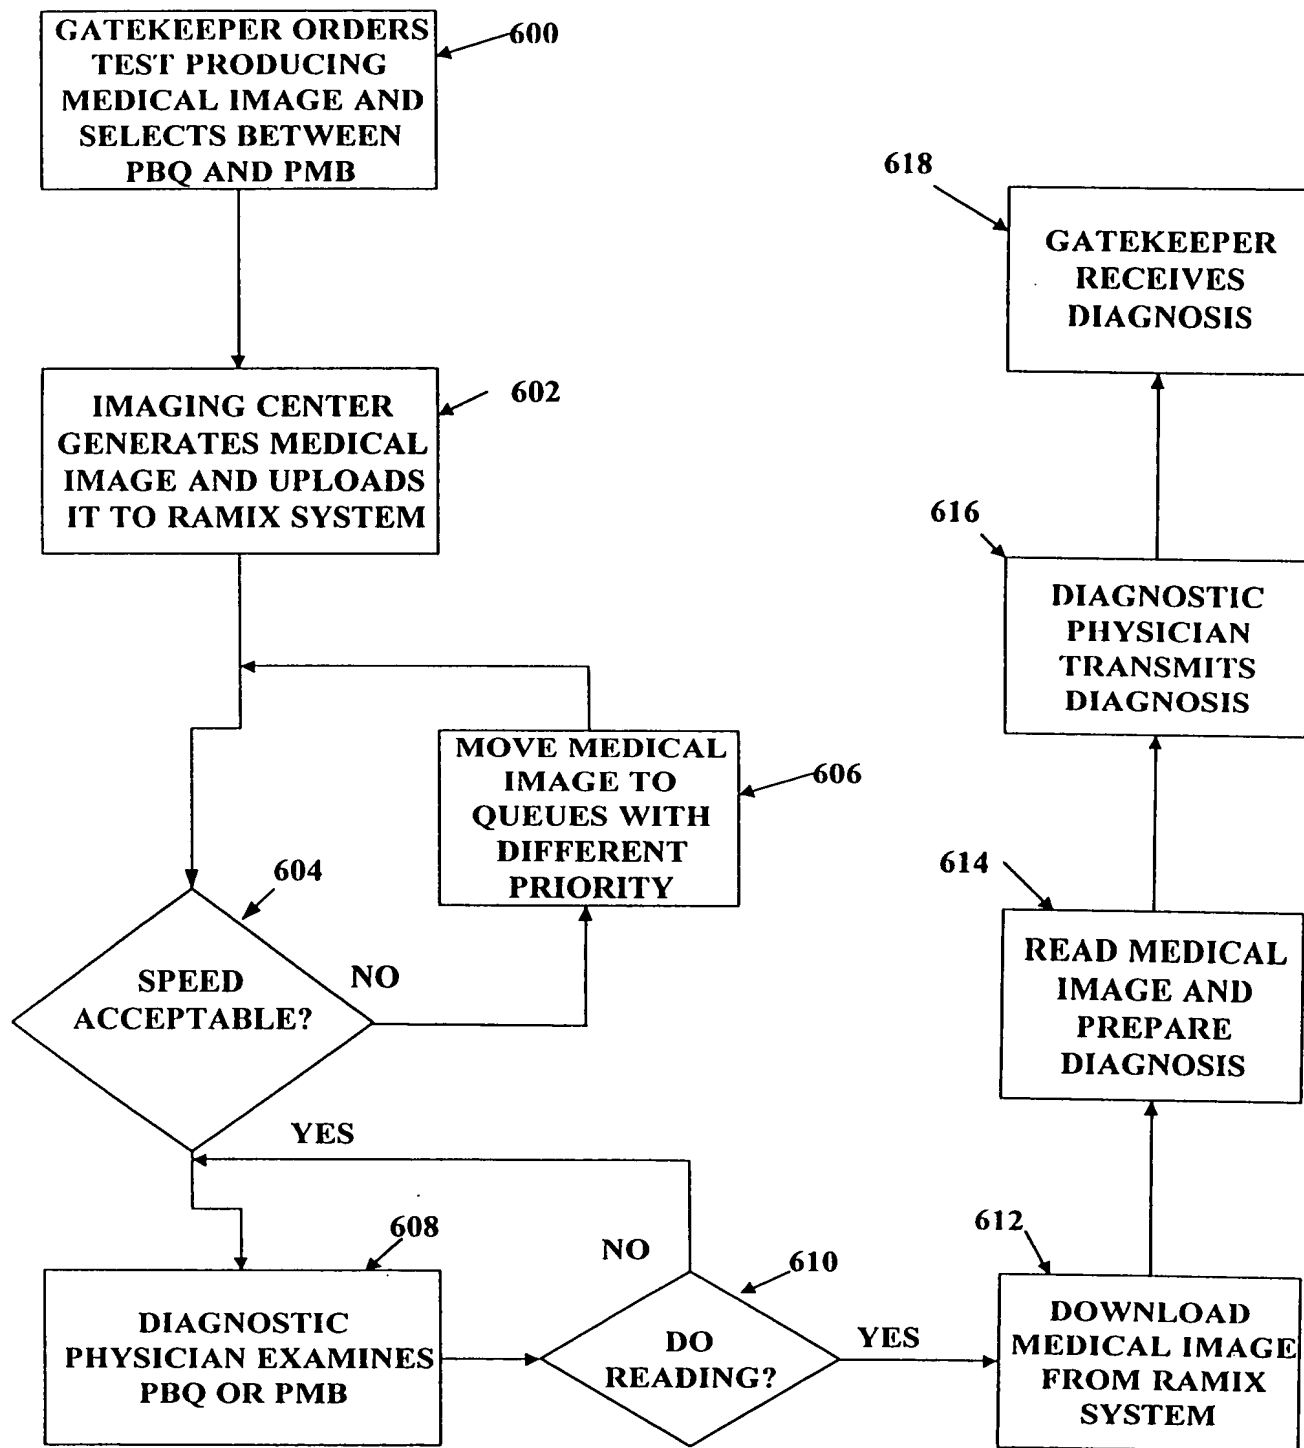 GATEKEEPER ORDERS
TEST PRODUCING
MEDICAL IMAGE AND
SELECTS BETWEEN
PBQ AND PMB
600
IMAGING CENTER
GENERATES MEDICAL
IMAGE AND UPLOADS
IT TO RAMIX SYSTEM
602
MOVE MEDICAL
IMAGE TO
QUEUES WITH
DIFFERENT
PRIORITY
606
604
SPEED
ACCEPTABLE?
NO
YES
608
DIAGNOSTIC
PHYSICIAN EXAMINES
PBQ OR PMB
NO
610
DO
READING?
YES
612
DOWNLOAD
MEDICAL IMAGE
FROM RAMIX
SYSTEM
614
READ MEDICAL
IMAGE AND
PREPARE
DIAGNOSIS
616
DIAGNOSTIC
PHYSICIAN
TRANSMITS
DIAGNOSIS
618
GATEKEEPER
RECEIVES
DIAGNOSIS